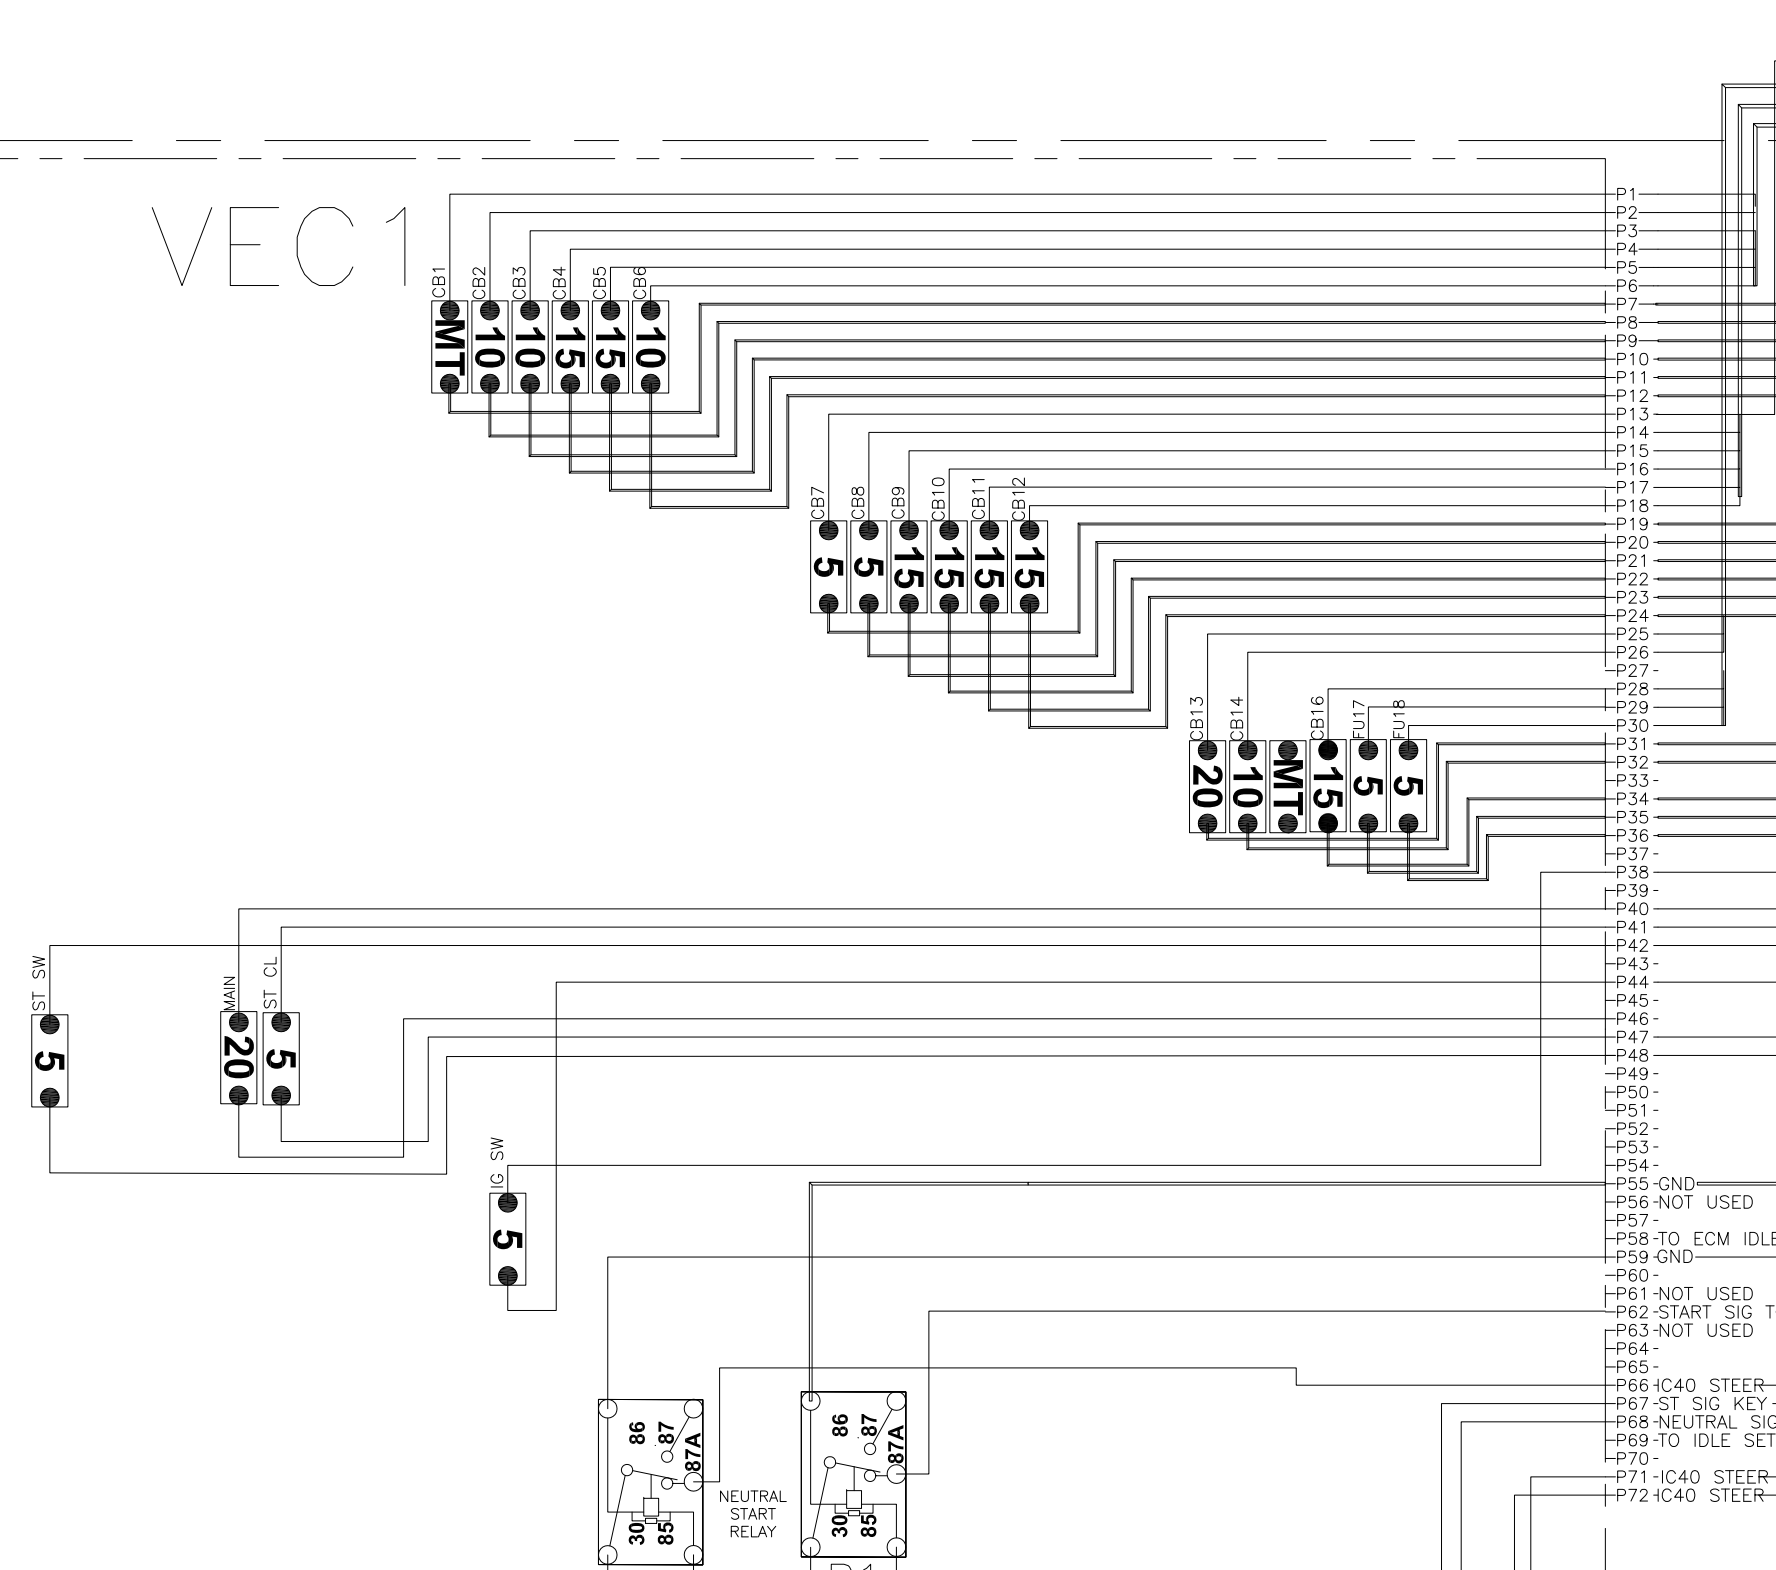 VEC1
CB1 CB2 CB3 CB4 CB5 CB6
MT 10 10 15 15 10
CB7 CB8 CB9 CB10 CB11 CB12
5 5 15 15 15 15
CB13 CB14 CB16 FU17 FU18
20 10 MT 15 5 5
ST SW MAIN ST CL
5 20 5
IG SW
5
P1
P2
P3
P4
P5
P6
P7
P8
P9
P10
P11
P12
P13
P14
P15
P16
P17
P18
P19
P20
P21
P22
P23
P24
P25
P26
P27
P28
P29
P30
P31
P32
P33
P34
P35
P36
P37
P38
P39
P40
P41
P42
P43
P44
P45
P46
P47
P48
P49
P50
P51
P52
P53
P54
P55 GND
P56 NOT USED
P57
P58 TO ECM IDLE
P59 GND
P60
P61 NOT USED
P62 START SIG T
P63 NOT USED
P64
P65
P66 IC40 STEER
P67 ST SIG KEY
P68 NEUTRAL SIG
P69 TO IDLE SET
P70
P71 IC40 STEER
P72 IC40 STEER
86 87 87A
30 85
NEUTRAL
START
RELAY
86 87 87A
30 85